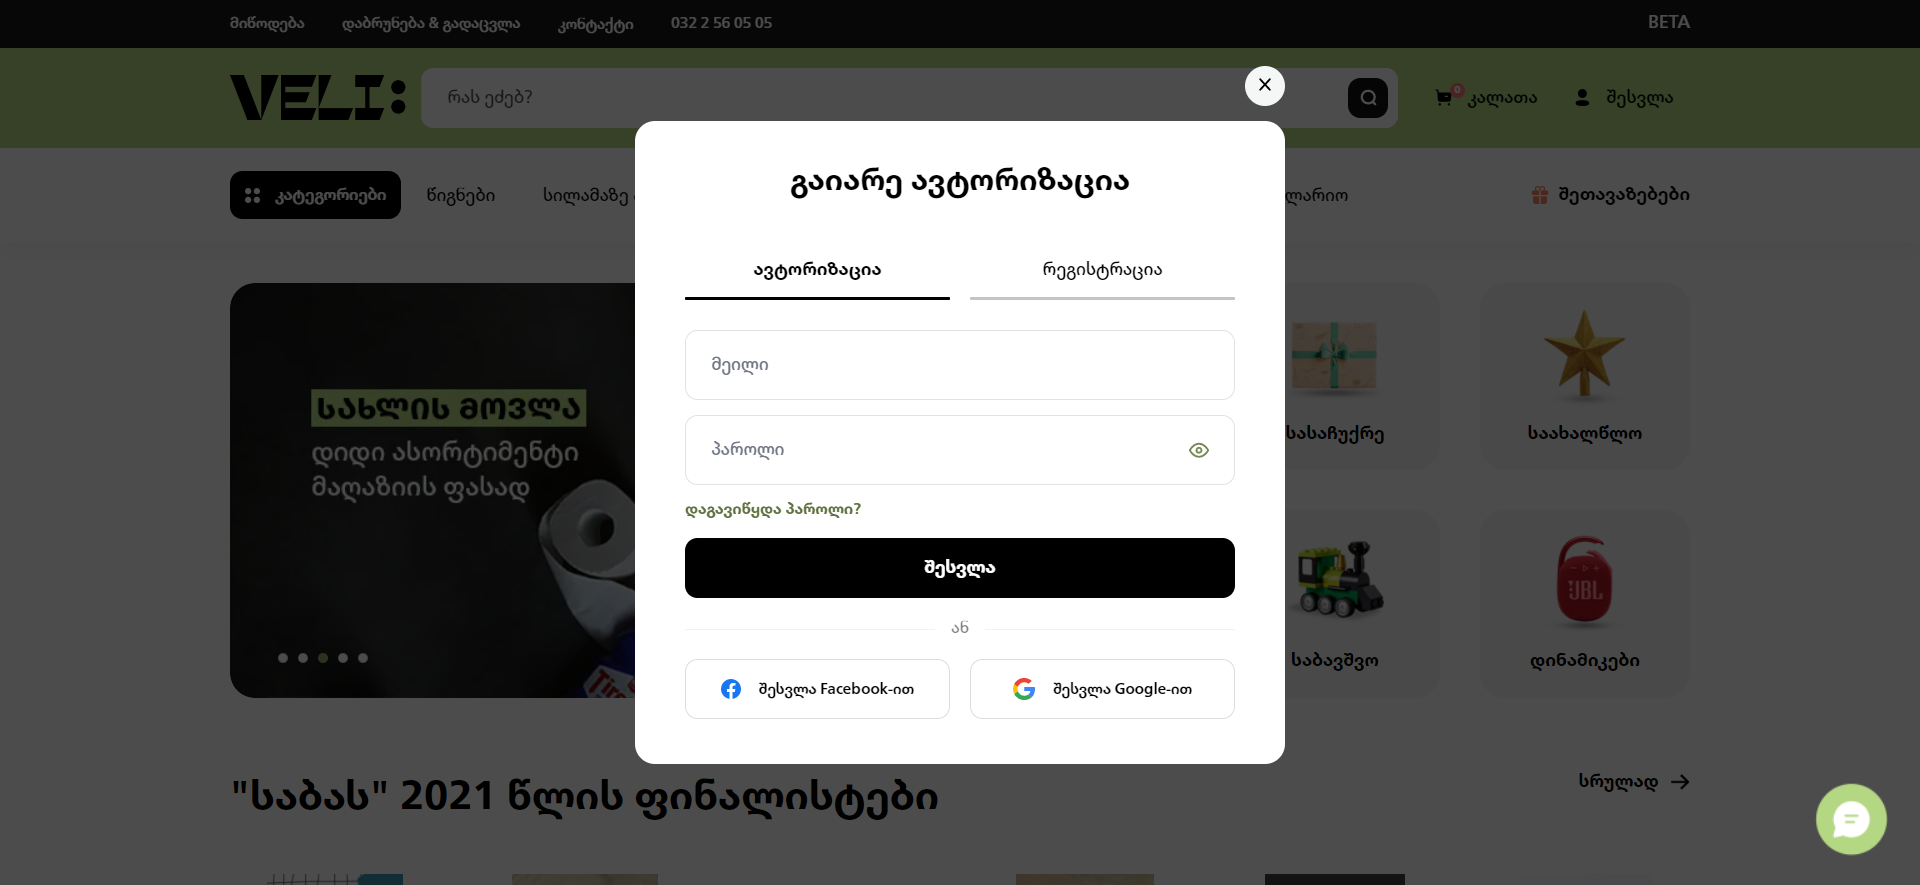 მიწოდება
დაბრუნება & გადაცვლა
კონტაქტი
032 2 56 05 05
BETA
VELI:
რას ეძებ?
0
კალათა
შესვლა
კატეგორიები
წიგნები
სილამაზე
ლარიო
შეთავაზებები
გაიარე ავტორიზაცია
ავტორიზაცია
რეგისტრაცია
მეილი
პაროლი
დაგავიწყდა პაროლი?
შესვლა
ან
შესვლა Facebook-ით
შესვლა Google-ით
სახლის მოვლა
დიდი ასორტიმენტი
მაღაზიის ფასად
სასაჩუქრე
საახალწლო
JBL
საბავშვო
დინამიკები
"საბას" 2021 წლის ფინალისტები
სრულად